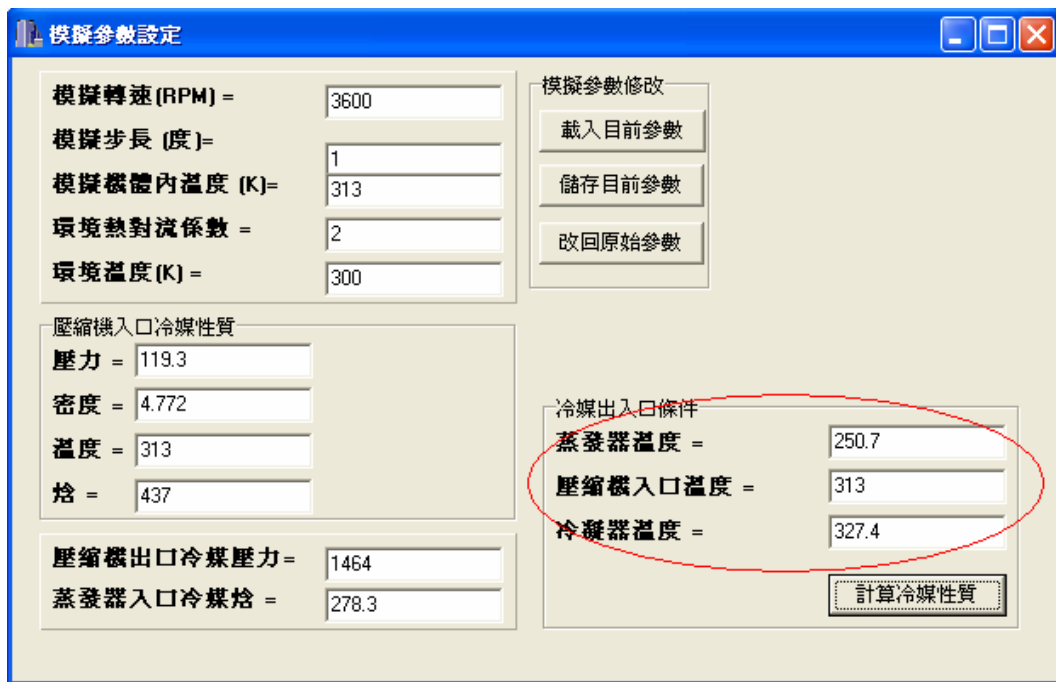 模擬參數設定
模擬轉速(RPM) = 3600
模擬步長 (度)= 1
模擬機體內溫度 (K)= 313
環境熱對流係數 = 2
環境溫度(K) = 300
模擬參數修改
載入目前參數
儲存目前參數
改回原始參數
壓縮機入口冷媒性質
壓力 = 119.3
密度 = 4.772
溫度 = 313
焓 = 437
壓縮機出口冷媒壓力= 1464
蒸發器入口冷媒焓 = 278.3
冷媒出入口條件
蒸發器溫度 = 250.7
壓縮機入口溫度 = 313
冷凝器溫度 = 327.4
計算冷媒性質